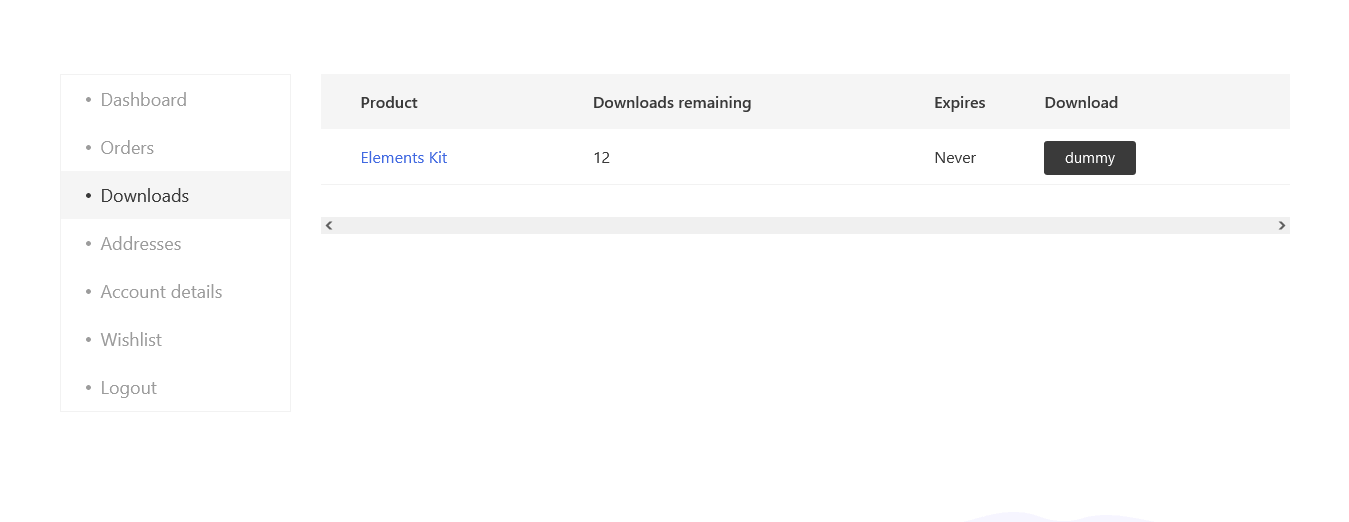 Dashboard
Orders
Downloads
Addresses
Account details
Wishlist
Logout
Product Downloads remaining Expires Download
Elements Kit 12 Never dummy